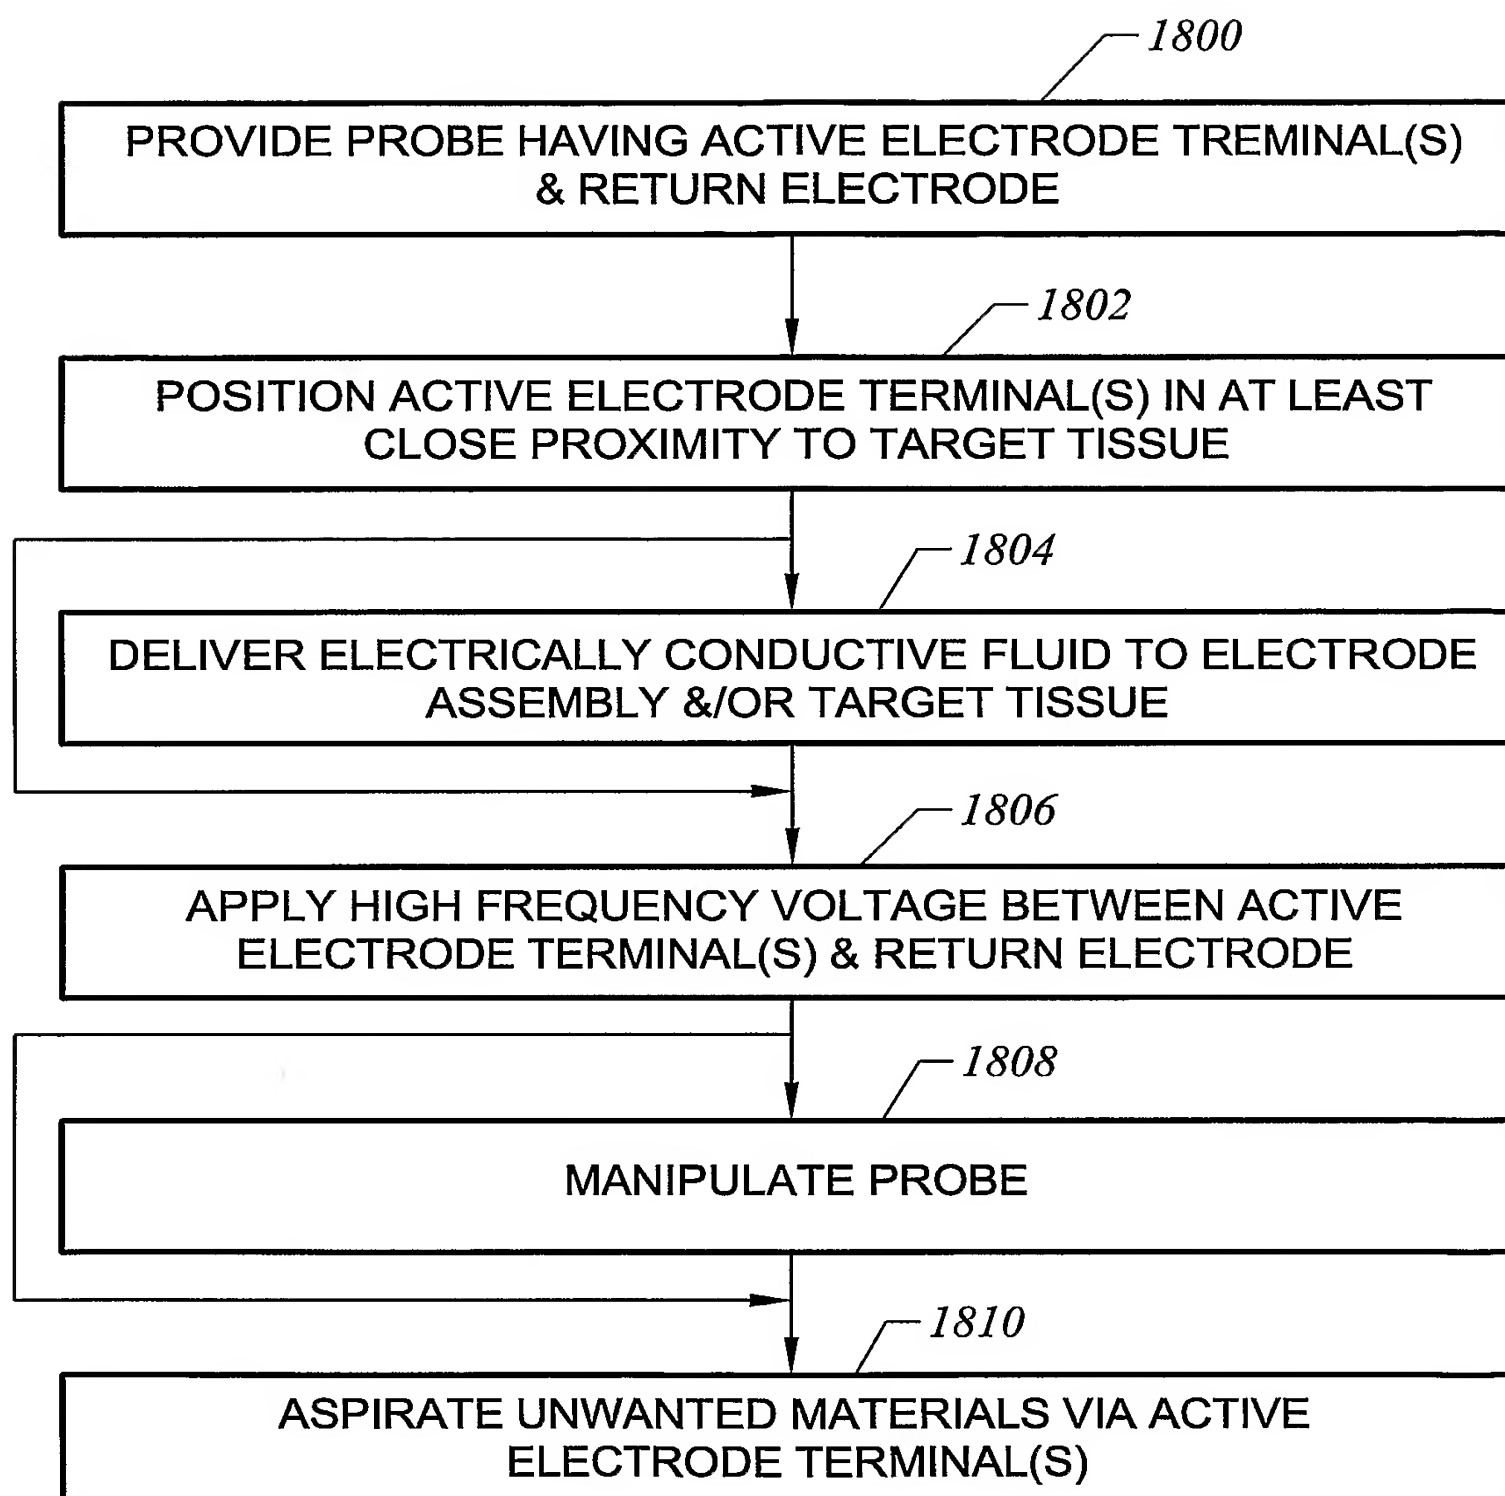 1800
PROVIDE PROBE HAVING ACTIVE ELECTRODE TREMINAL(S)
& RETURN ELECTRODE
1802
POSITION ACTIVE ELECTRODE TERMINAL(S) IN AT LEAST
CLOSE PROXIMITY TO TARGET TISSUE
1804
DELIVER ELECTRICALLY CONDUCTIVE FLUID TO ELECTRODE
ASSEMBLY &/OR TARGET TISSUE
1806
APPLY HIGH FREQUENCY VOLTAGE BETWEEN ACTIVE
ELECTRODE TERMINAL(S) & RETURN ELECTRODE
1808
MANIPULATE PROBE
1810
ASPIRATE UNWANTED MATERIALS VIA ACTIVE
ELECTRODE TERMINAL(S)